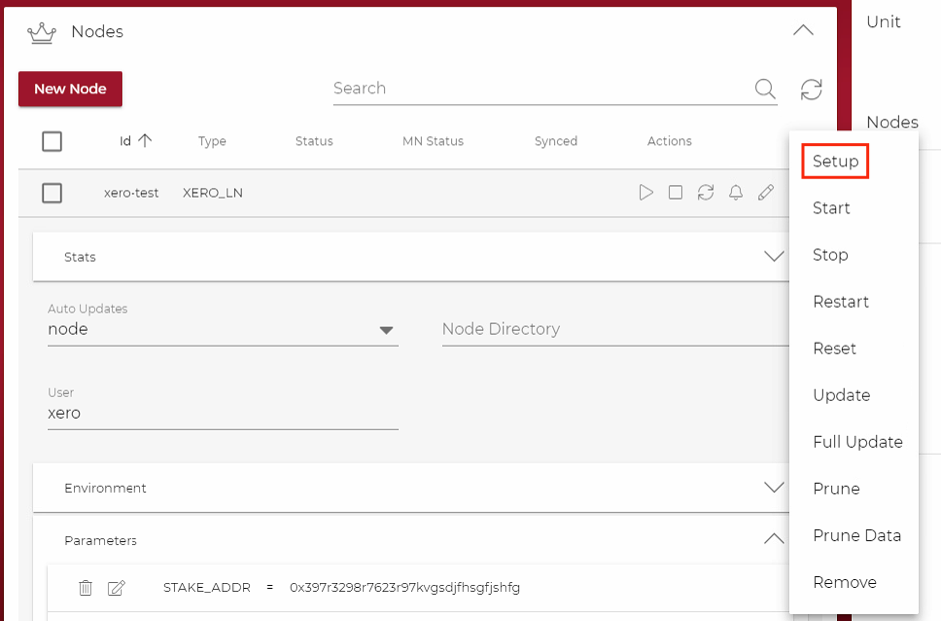 Nodes
Unit
New Node
Search
Nodes
Id Type Status MN Status Synced Actions
Setup
xero-test XERO_LN
Start
Stats
Stop
Auto Updates
node
Node Directory
Restart
Reset
User
xero
Update
Full Update
Environment
Prune
Parameters
Prune Data
STAKE_ADDR = 0x397r3298r7623r97kvgsdjfhsgfjshfg
Remove